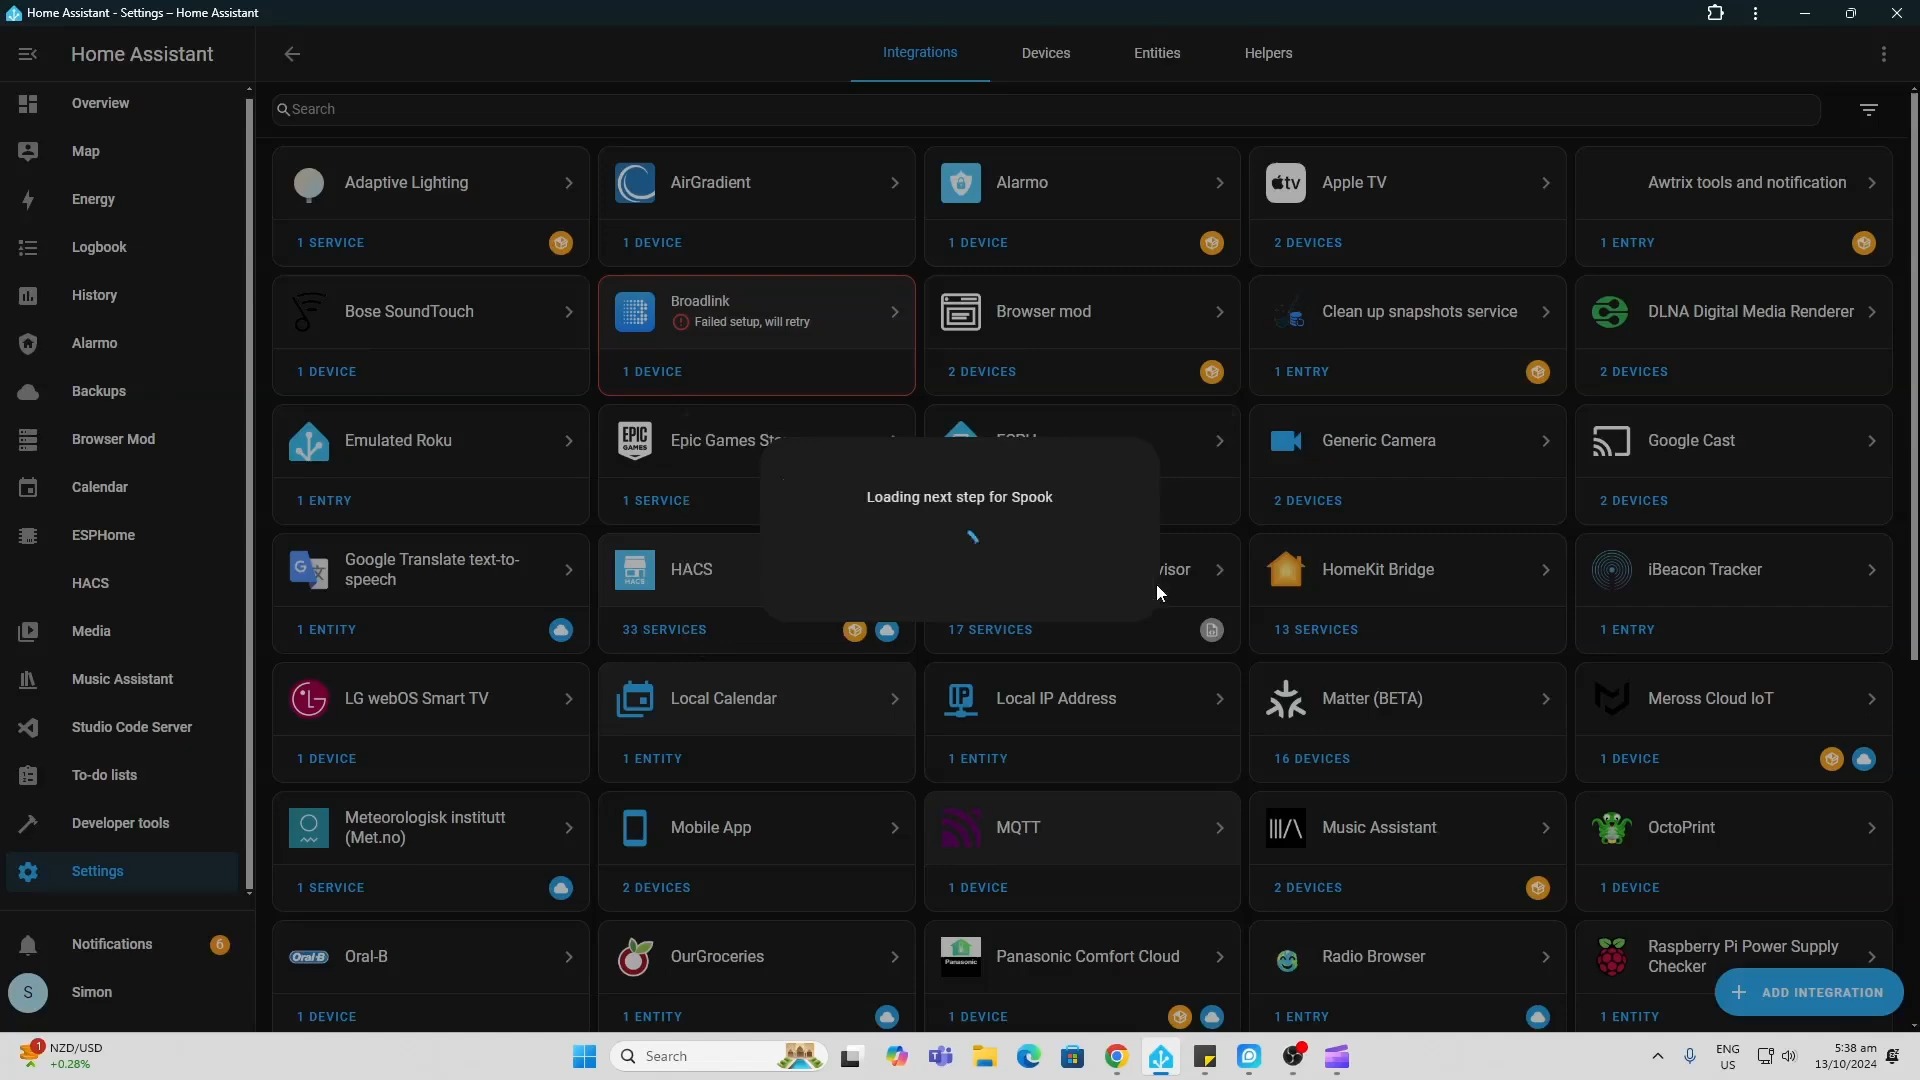 Home Assistant - Settings – Home Assistant
Home Assistant
Integrations
Devices
Entities
Helpers
Search
Overview
Map
Energy
Logbook
History
Alarmo
Backups
Browser Mod
Calendar
ESPHome
HACS
Media
Music Assistant
Studio Code Server
To-do lists
Developer tools
Settings
Notifications
6
S
Simon
Adaptive Lighting
1 SERVICE
AirGradient
1 DEVICE
Alarmo
1 DEVICE
tv
Apple TV
2 DEVICES
Awtrix tools and notification
1 ENTRY
Bose SoundTouch
1 DEVICE
Broadlink
Failed setup, will retry
1 DEVICE
Browser mod
2 DEVICES
Clean up snapshots service
1 ENTRY
DLNA Digital Media Renderer
2 DEVICES
Emulated Roku
1 ENTRY
EPIC
GAMES
Epic Games
1 SERVICE
Generic Camera
2 DEVICES
Google Cast
2 DEVICES
Loading next step for Spook
Google Translate text-to-
speech
1 ENTITY
HACS
HACS
33 SERVICES
visor
17 SERVICES
HomeKit Bridge
13 SERVICES
iBeacon Tracker
1 ENTRY
LG webOS Smart TV
1 DEVICE
Local Calendar
1 ENTITY
IP
Local IP Address
1 ENTITY
Matter (BETA)
16 DEVICES
Meross Cloud IoT
1 DEVICE
Meteorologisk institutt
(Met.no)
1 SERVICE
Mobile App
2 DEVICES
MQTT
1 DEVICE
Music Assistant
2 DEVICES
OctoPrint
1 DEVICE
Oral-B
Oral-B
1 DEVICE
OurGroceries
1 ENTITY
Panasonic
Panasonic Comfort Cloud
1 DEVICE
Radio Browser
1 ENTRY
Raspberry Pi Power Supply
Checker
1 ENTITY
ADD INTEGRATION
1
NZD/USD
+0.28%
Search
ENG
US
5:38 am
13/10/2024